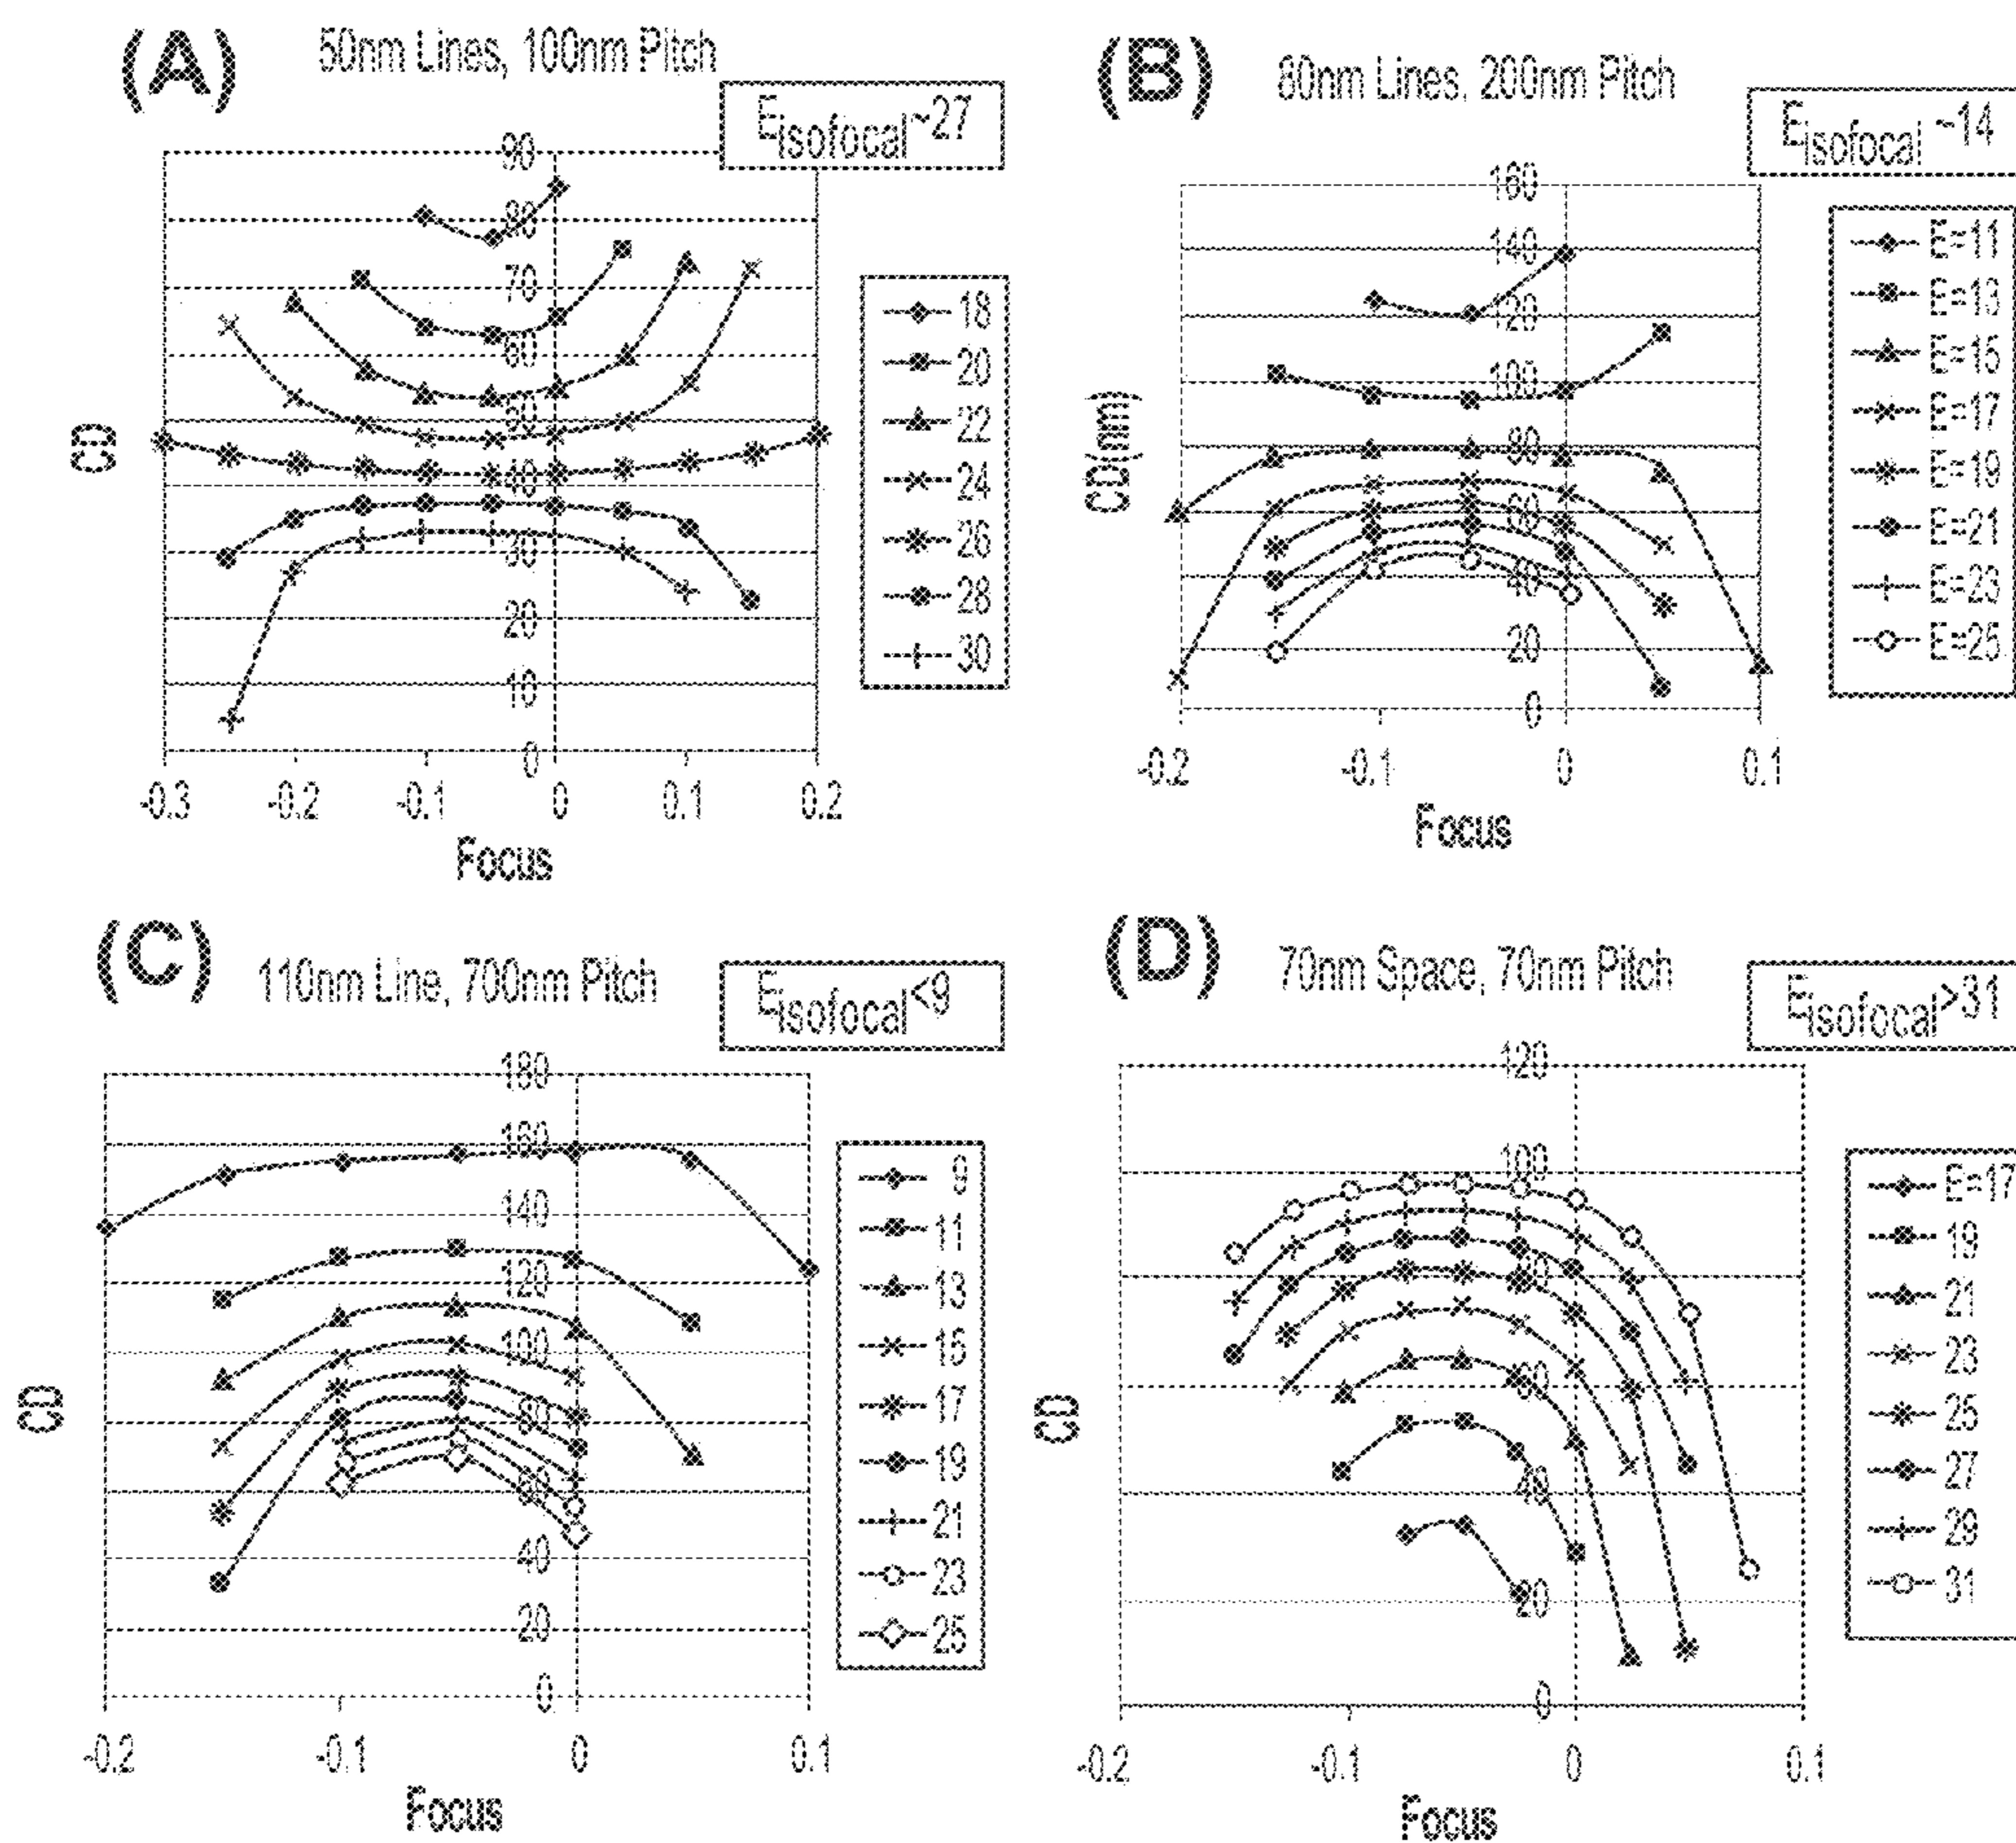 (A)
50nm Lines, 100nm Pitch
Eisofocal~27
90
80
70
60
50
40
30
20
10
0
-0.3 -0.2 -0.1 0 0.1 0.2
CD
Focus
18
20
22
24
26
28
30
(B)
80nm Lines, 200nm Pitch
Eisofocal ~14
160
140
120
100
80
60
40
20
0
-0.2 -0.1 0 0.1
CD(nm)
Focus
E=11
E=13
E=15
E=17
E=19
E=21
E=23
E=25
(C)
110nm Line, 700nm Pitch
Eisofocal<9
180
160
140
120
100
80
60
40
20
0
-0.2 -0.1 0 0.1
CD
Focus
9
11
13
15
17
19
21
23
25
(D)
70nm Space, 70nm Pitch
Eisofocal>31
120
100
80
60
40
20
0
-0.2 -0.1 0 0.1
CD
Focus
E=17
19
21
23
25
27
29
31